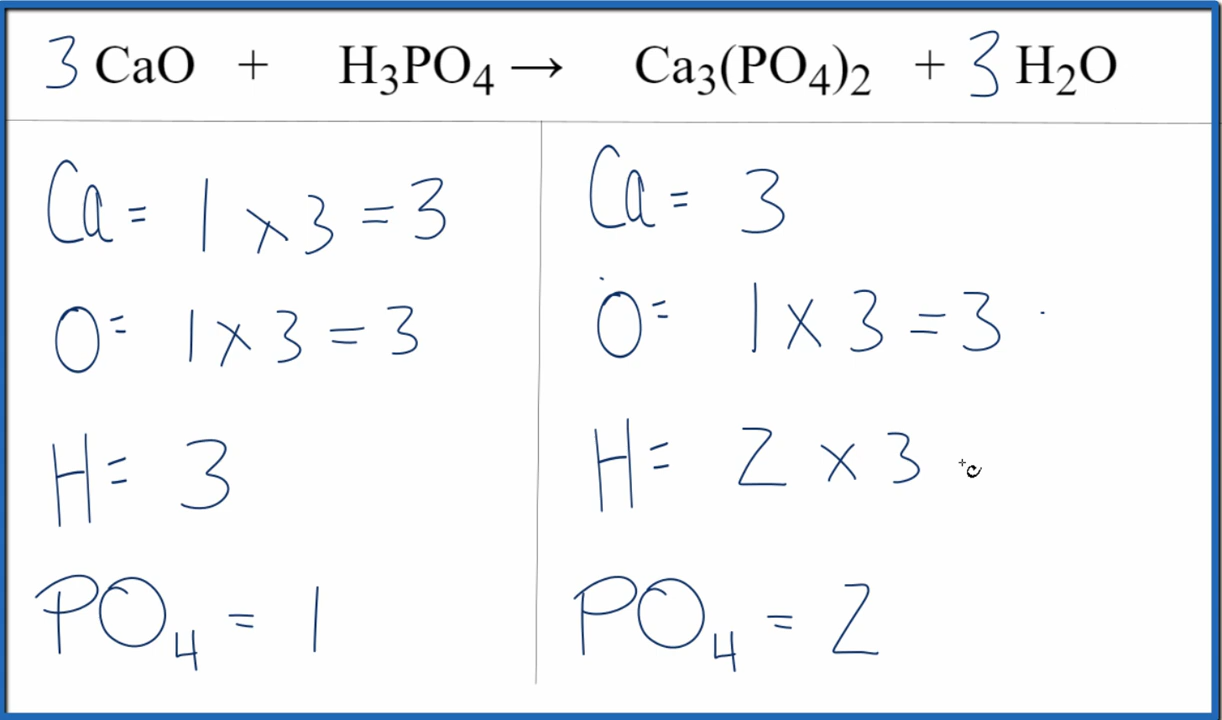 3 CaO + H₃PO₄ → Ca₃(PO₄)₂ + 3 H₂O
Ca = 1 x 3 = 3
O = 1 x 3 = 3
H = 3
PO₄ = 1
Ca = 3
O = 1 x 3 = 3
H = 2 x 3
PO₄ = 2